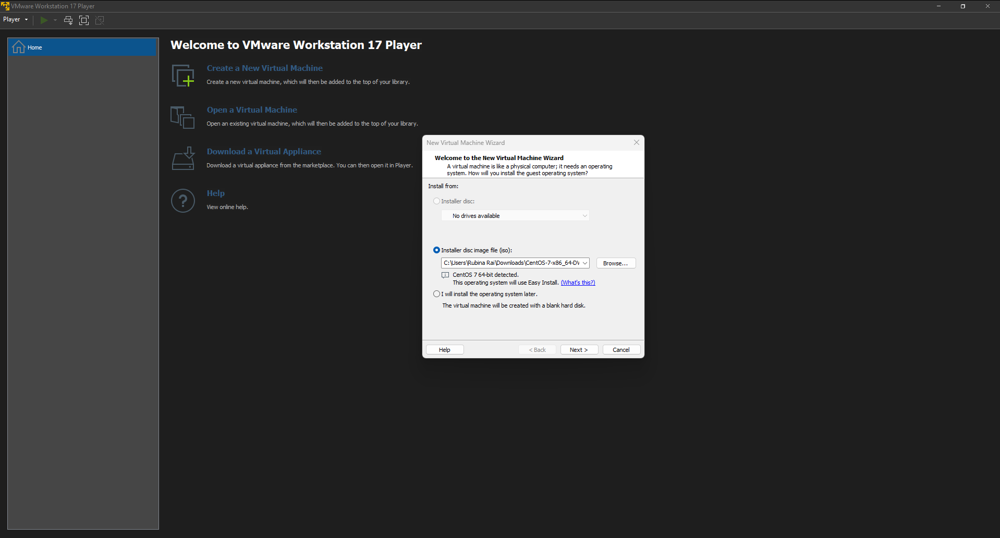 VMware Workstation 17 Player
Player
Home
Welcome to VMware Workstation 17 Player
Create a New Virtual Machine
Create a new virtual machine, which will then be added to the top of your library.
Open a Virtual Machine
Open an existing virtual machine, which will then be added to the top of your library.
Download a Virtual Appliance
Download a virtual appliance from the marketplace. You can then open it in Player.
Help
View online help.
New Virtual Machine Wizard
Welcome to the New Virtual Machine Wizard
A virtual machine is like a physical computer; it needs an operating
system. How will you install the guest operating system?
Install from:
Installer disc:
No drives available
Installer disc image file (iso):
C:\Users\Rubina Rai\Downloads\CentOS-7-x86_64-D\
Browse...
CentOS 7 64-bit detected.
This operating system will use Easy Install. (What's this?)
I will install the operating system later.
The virtual machine will be created with a blank hard disk.
Help
< Back
Next >
Cancel